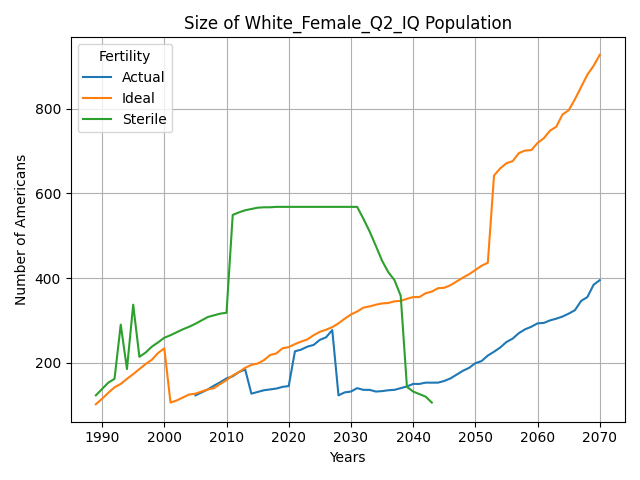 Size of White_Female_Q2_IQ Population
Fertility
Actual
Ideal
Sterile
Number of Americans
800
600
400
200
1990 2000 2010 2020 2030 2040 2050 2060 2070
Years